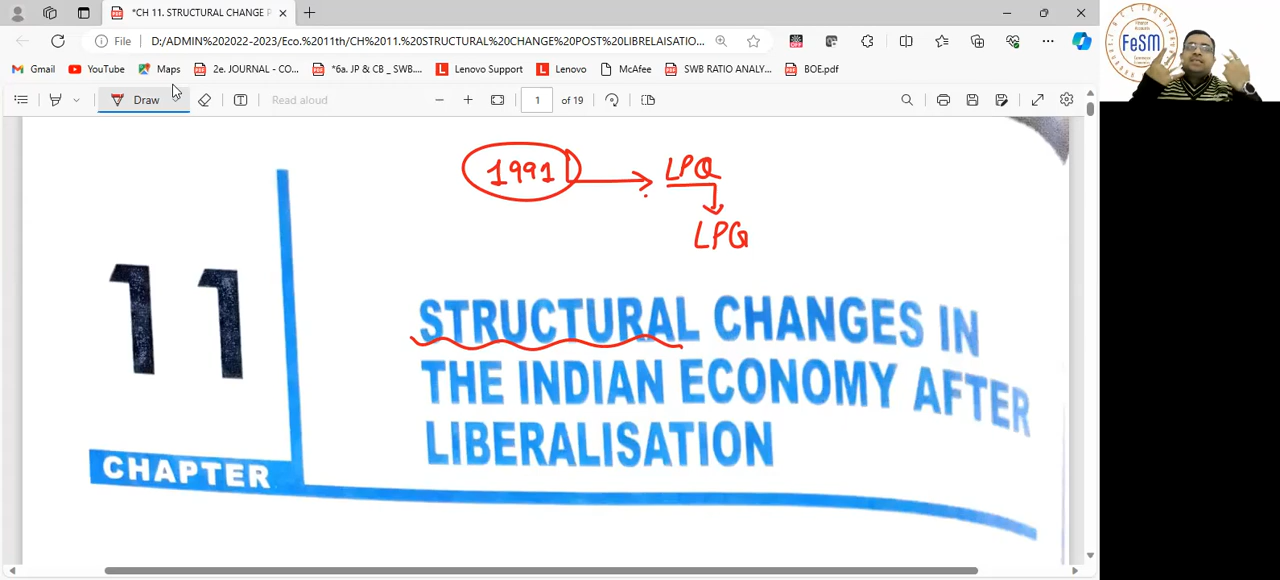 *CH 11. STRUCTURAL CHANGE P
File
D:/ADMIN%202022-2023/Eco.%2011th/CH%2011.%20STRUCTURAL%20CHANGE%20POST%20LIBRELAISATIO...
Gmail
YouTube
Maps
2e. JOURNAL - CO...
*6a. JP & CB _ SWB....
Lenovo Support
Lenovo
McAfee
SWB RATIO ANALY...
BOE.pdf
Draw
Read aloud
1
of 19
FeSM
1991
LPG
LPG
11
CHAPTER
STRUCTURAL CHANGES IN
THE INDIAN ECONOMY AFTER
LIBERALISATION